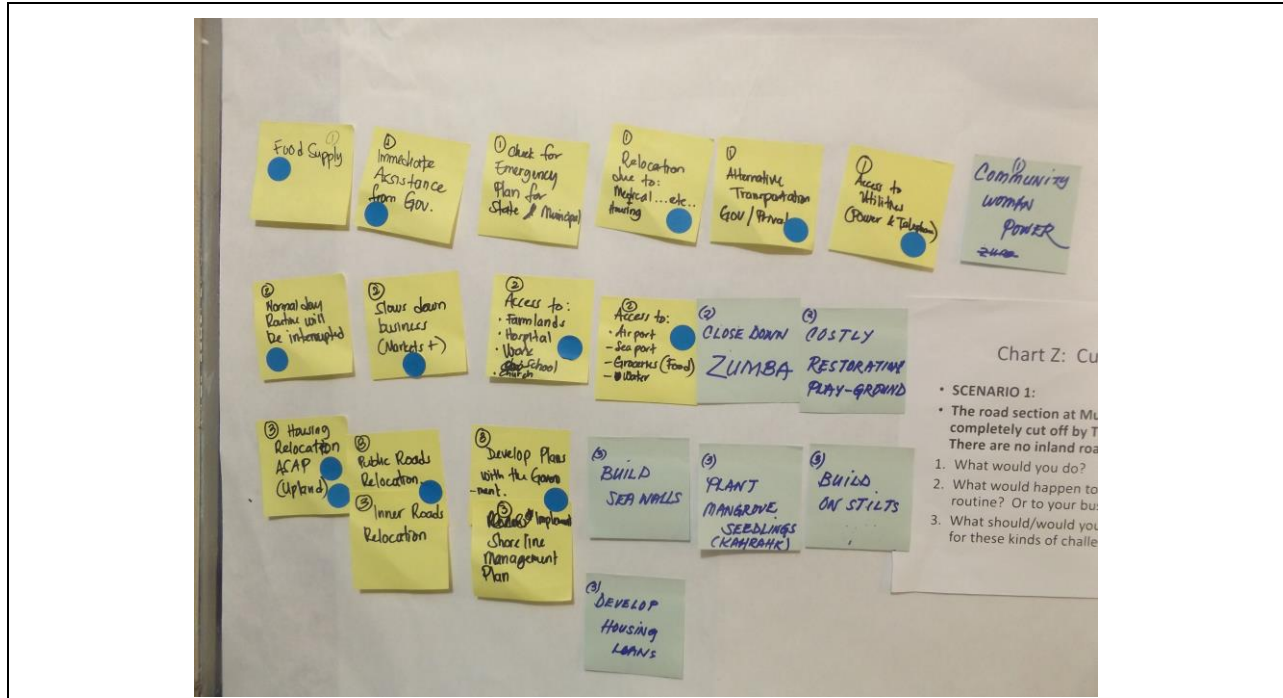 ①
Food Supply
①
Immediate
Assistance
from Gov.
① Check for
Emergency
Plan for
State / Municipal
①
Relocation
due to:
Medical...etc..
+
Housing
①
Alternative
Transportation
Gov/Privat
①
Access to
Utilities
(Power & Telephon)
(1)
COMMUNITY
WOMAN
POWER
②
Normal day
Routine will
be interrupted
②
Slows down
business
(Markets +)
②
Access to:
• Farmlands
• Hospital
• Work
School
• Church
②
Access to:
• Airport
- Sea port
- Groceries (Food)
- Water
(2)
CLOSE DOWN
ZUMBA
(2)
COSTLY
RESTORATION
PLAY-GROUND
③ Housing
Relocation
ASAP
(Upland)
③
Public Roads
Relocation.
③ Inner Roads
Relocation
③
Develop Plans
with the Govern
-ment.
③
Implement
Shoreline
Management
Plan
(3)
BUILD
SEA WALLS
(3)
PLANT
MANGROVE
SEEDLINGS
(KAHRAHK)
(3)
BUILD
ON STILTS
(3)
DEVELOP
HOUSING
LOANS
Chart Z: Cu
• SCENARIO 1:
• The road section at Mu
completely cut off by T
There are no inland roa
1. What would you do?
2. What would happen to
routine? Or to your bus
3. What should/would you
for these kinds of challe